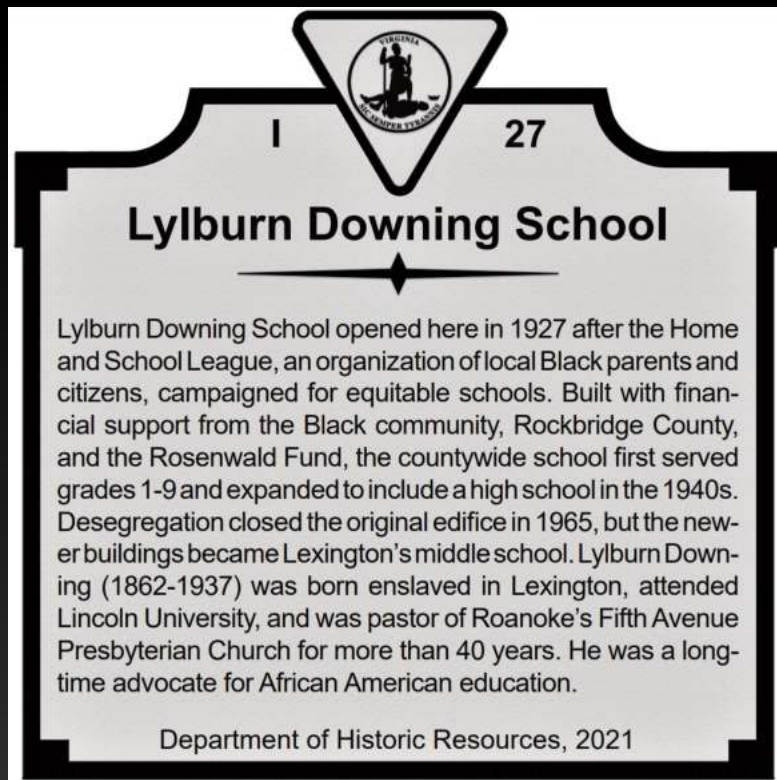 VIRGINIA
SIC SEMPER TYRANNIS
I 27
Lylburn Downing School
Lylburn Downing School opened here in 1927 after the Home
and School League, an organization of local Black parents and
citizens, campaigned for equitable schools. Built with finan-
cial support from the Black community, Rockbridge County,
and the Rosenwald Fund, the countywide school first served
grades 1-9 and expanded to include a high school in the 1940s.
Desegregation closed the original edifice in 1965, but the new-
er buildings became Lexington’s middle school. Lylburn Down-
ing (1862-1937) was born enslaved in Lexington, attended
Lincoln University, and was pastor of Roanoke’s Fifth Avenue
Presbyterian Church for more than 40 years. He was a long-
time advocate for African American education.
Department of Historic Resources, 2021